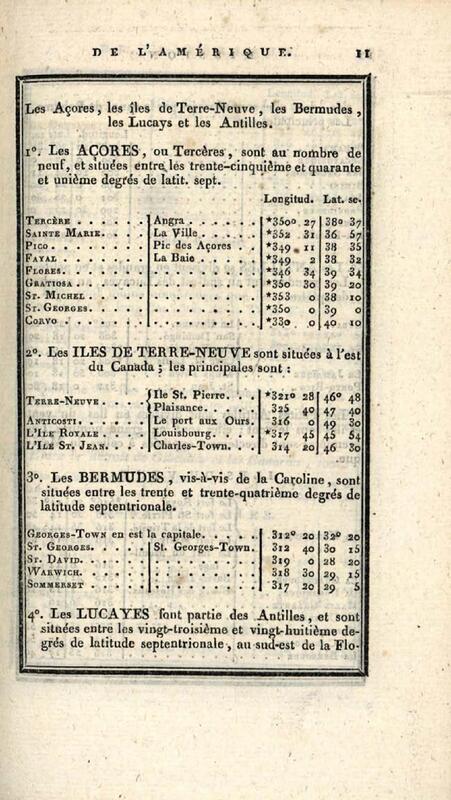 DE L'AMÉRIQUE. 11
Les Açores, les îles de Terre-Neuve, les Bermudes,
les Lucays et les Antilles.
1º. Les AÇORES, ou Tercères, sont au nombre de
neuf, et situées entre les trente-cinquième et quarante
et unième degrés de latit. sept.
Longitud. Lat. se.
TERCÈRE . . . . . . Angra . . . . . . . *350º 27 38º 37
SAINTE MARIE . . . . La Ville . . . . . . *352 31 36 57
PICO . . . . . . . . Pic des Açores . . . *349 11 38 35
FAYAL . . . . . . . La Baie . . . . . . *349 2 38 32
FLORES . . . . . . . . . . . . . . . *346 34 39 34
GRATIOSA . . . . . . . . . . . . . . *350 30 39 20
ST. MICHEL . . . . . . . . . . . . . *353 0 38 10
ST. GEORGES . . . . . . . . . . . . . *350 0 39 0
CORVO . . . . . . . . . . . . . . . *330 0 40 10
2º. Les ILES DE TERRE-NEUVE sont situées à l'est
du Canada ; les principales sont :
TERRE-NEUVE . . . . Ile St. Pierre . . . *321º 28 46º 48
Plaisance . . . . . . 325 40 47 40
ANTICOSTI . . . . . Le port aux Ours. 316 0 49 30
L'ILE ROYALE . . . . Louisbourg . . . . *317 45 45 54
L'ILE ST. JEAN . . . Charles-Town . . . 314 20 46 30
3º. Les BERMUDES, vis-à-vis de la Caroline, sont
situées entre les trente et trente-quatrième degrés de
latitude septentrionale.
GEORGES-TOWN en est la capitale . . . . 312º 20 32º 20
ST. GEORGES . . . . . St. Georges-Town. 312 40 30 15
ST. DAVID . . . . . . . . . . . . . . 319 0 28 20
WARWICH . . . . . . . . . . . . . . . 318 30 29 15
SOMMERSET . . . . . . . . . . . . . . 317 20 29 5
4º. Les LUCAYES font partie des Antilles, et sont
situées entre les vingt-troisième et vingt-huitième de-
grés de latitude septentrionale, au sud-est de la Flo-